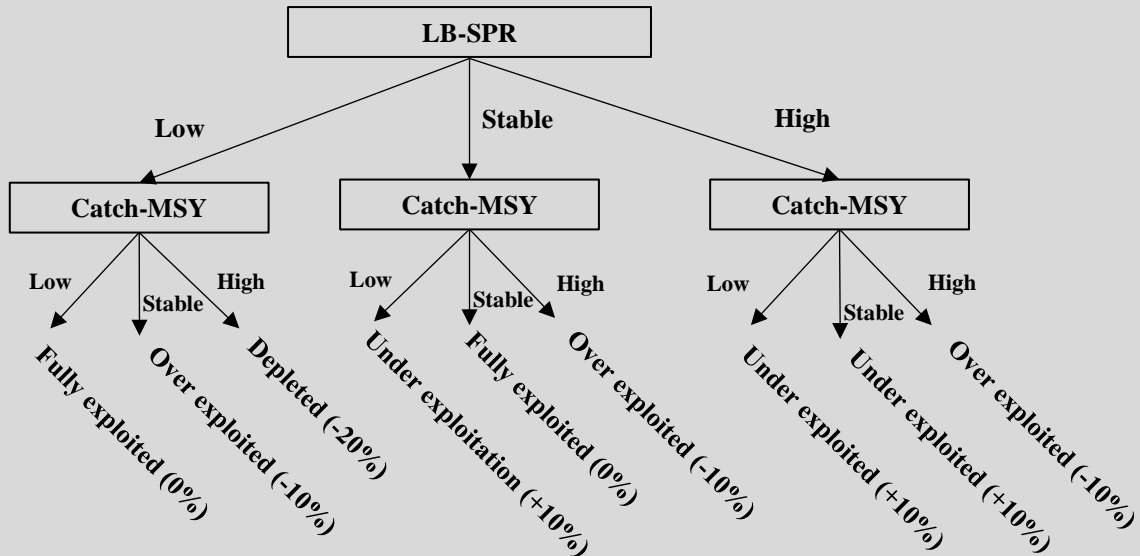 LB-SPR
Low
Stable
High
Catch-MSY
Catch-MSY
Catch-MSY
Low
Stable
High
Low
Stable
High
Low
Stable
High
Fully exploited (0%)
Over exploited (-10%)
Depleted (-20%)
Under exploitation (+10%)
Fully exploited (0%)
Over exploited (-10%)
Under exploited (+10%)
Under exploited (+10%)
Over exploited (-10%)